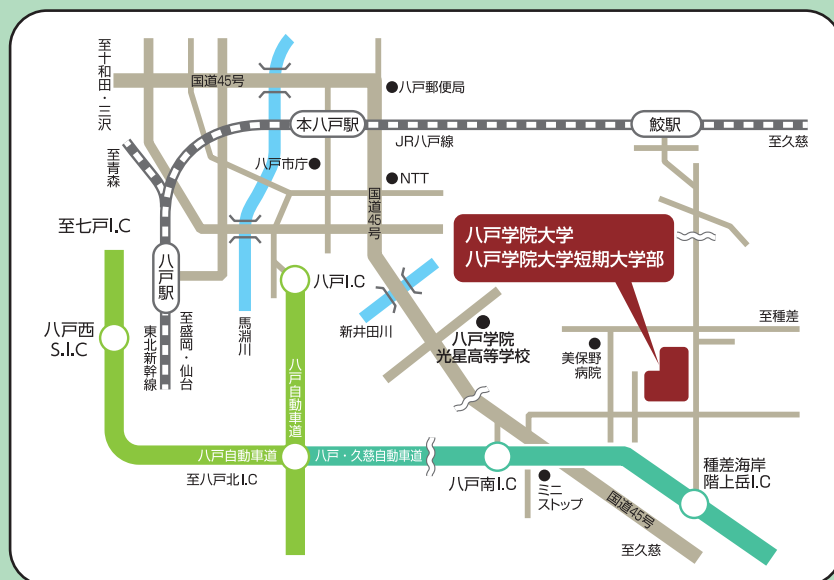 至十和田・三沢
国道45号
八戸郵便局
本八戸駅
鮫駅
JR八戸線
至久慈
至青森
八戸市庁
NTT
国道45号
至七戸I.C
八戸学院大学
八戸学院大学短期大学部
八戸駅
八戸I.C
八戸西
S.I.C
東北新幹線
至盛岡・仙台
馬淵川
新井田川
八戸学院
光星高等学校
至種差
美保野
病院
八戸自動車道
八戸自動車道
八戸・久慈自動車道
至八戸北I.C
八戸南I.C
ミニ
ストップ
種差海岸
階上岳I.C
国道45号
至久慈